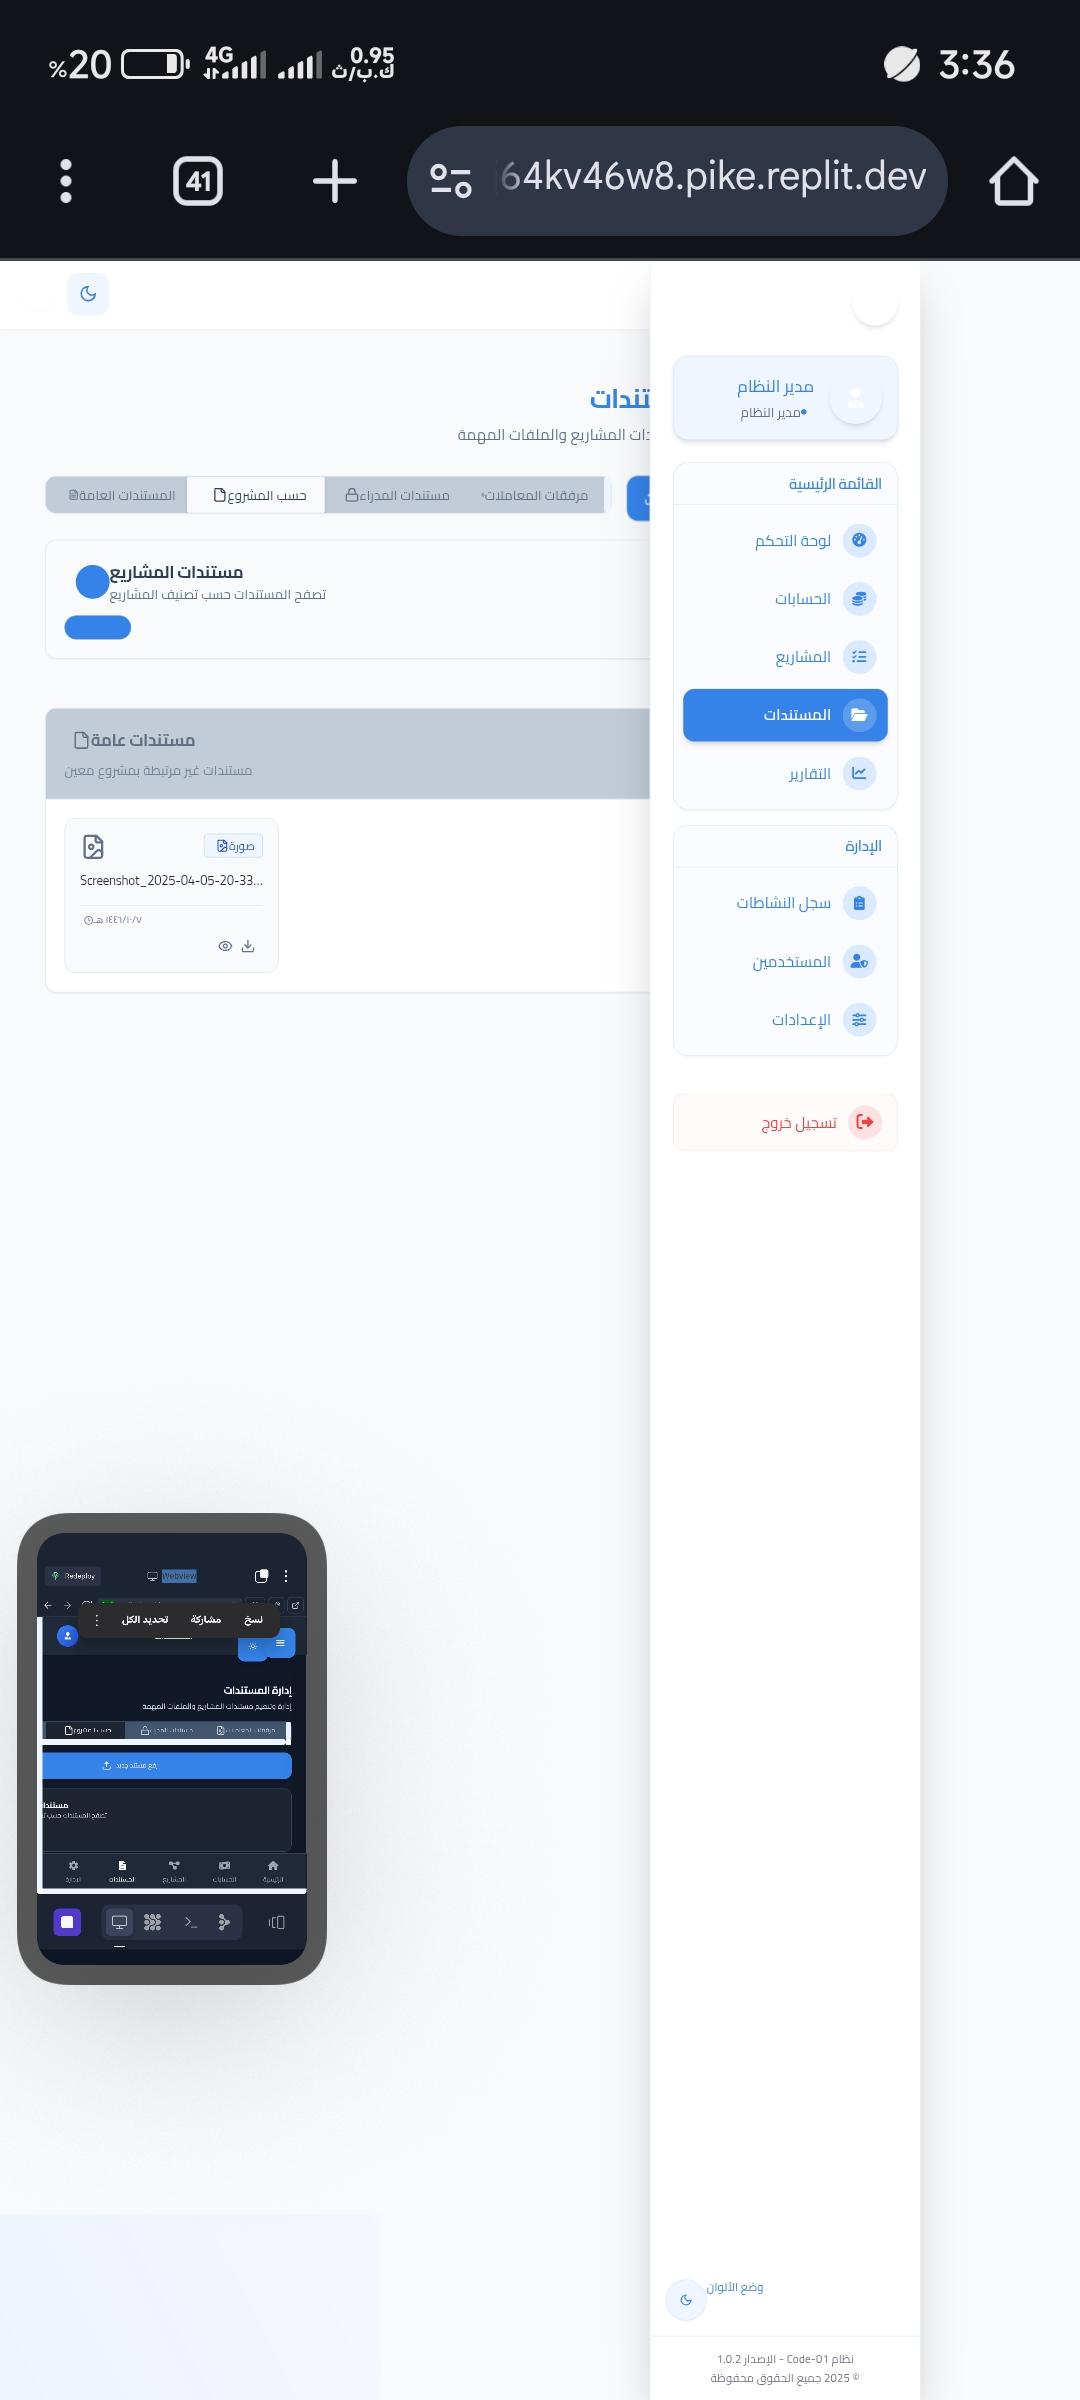 %20 4G 0.95 ك.ب/ث 3:36
41 64kv46w8.pike.replit.dev
مدير النظام
مدير النظام
القائمة الرئيسية
لوحة التحكم
الحسابات
المشاريع
المستندات
التقارير
الإدارة
سجل النشاطات
المستخدمين
الإعدادات
تسجيل خروج
وضع الألوان
نظام Code-01 - الإصدار 1.0.2
© 2025 جميع الحقوق محفوظة
المشاريع والملفات المهمة
مرفقات المعاملات مستندات المدراء حسب المشروع المستندات العامة
مستندات المشاريع
تصفح المستندات حسب تصنيف المشاريع
مستندات عامة
مستندات غير مرتبطة بمشروع معين
صورة
Screenshot_2025-04-05-20-33...
١٤٤٦/١٠/٧ هـ
Redeploy Webview
نسخ مشاركة تحديد الكل
إدارة المستندات
إدارة وتنظيم مستندات المشاريع والملفات المهمة
مرفقات المعاملات مستندات المدراء حسب المشروع
رفع مستند جديد
تصفح المستندات حسب
الرئيسية الحسابات المشاريع المستندات الإدارة